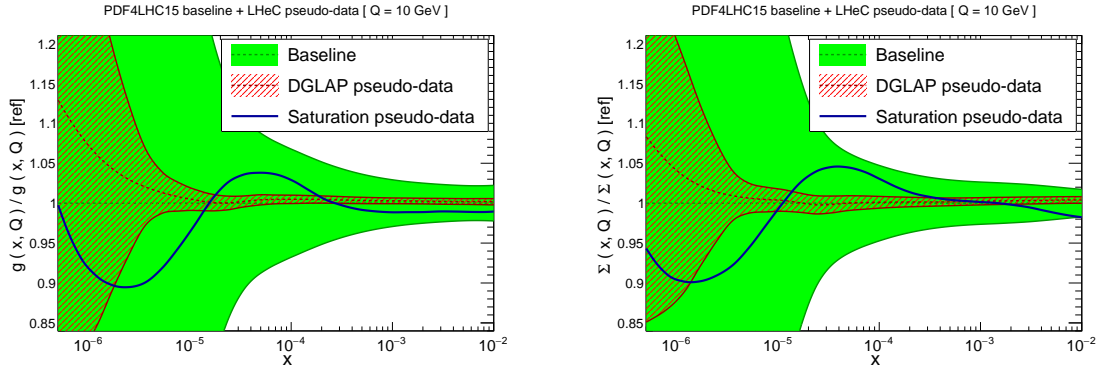 PDF4LHC15 baseline + LHeC pseudo-data [ Q = 10 GeV ]
g ( x, Q ) / g ( x, Q ) [ref]
1.2
1.15
1.1
1.05
1
0.95
0.9
0.85
Baseline
DGLAP pseudo-data
Saturation pseudo-data
10⁻⁶ 10⁻⁵ 10⁻⁴ 10⁻³ 10⁻²
x
PDF4LHC15 baseline + LHeC pseudo-data [ Q = 10 GeV ]
Σ ( x, Q ) / Σ ( x, Q ) [ref]
1.2
1.15
1.1
1.05
1
0.95
0.9
0.85
Baseline
DGLAP pseudo-data
Saturation pseudo-data
10⁻⁶ 10⁻⁵ 10⁻⁴ 10⁻³ 10⁻²
x